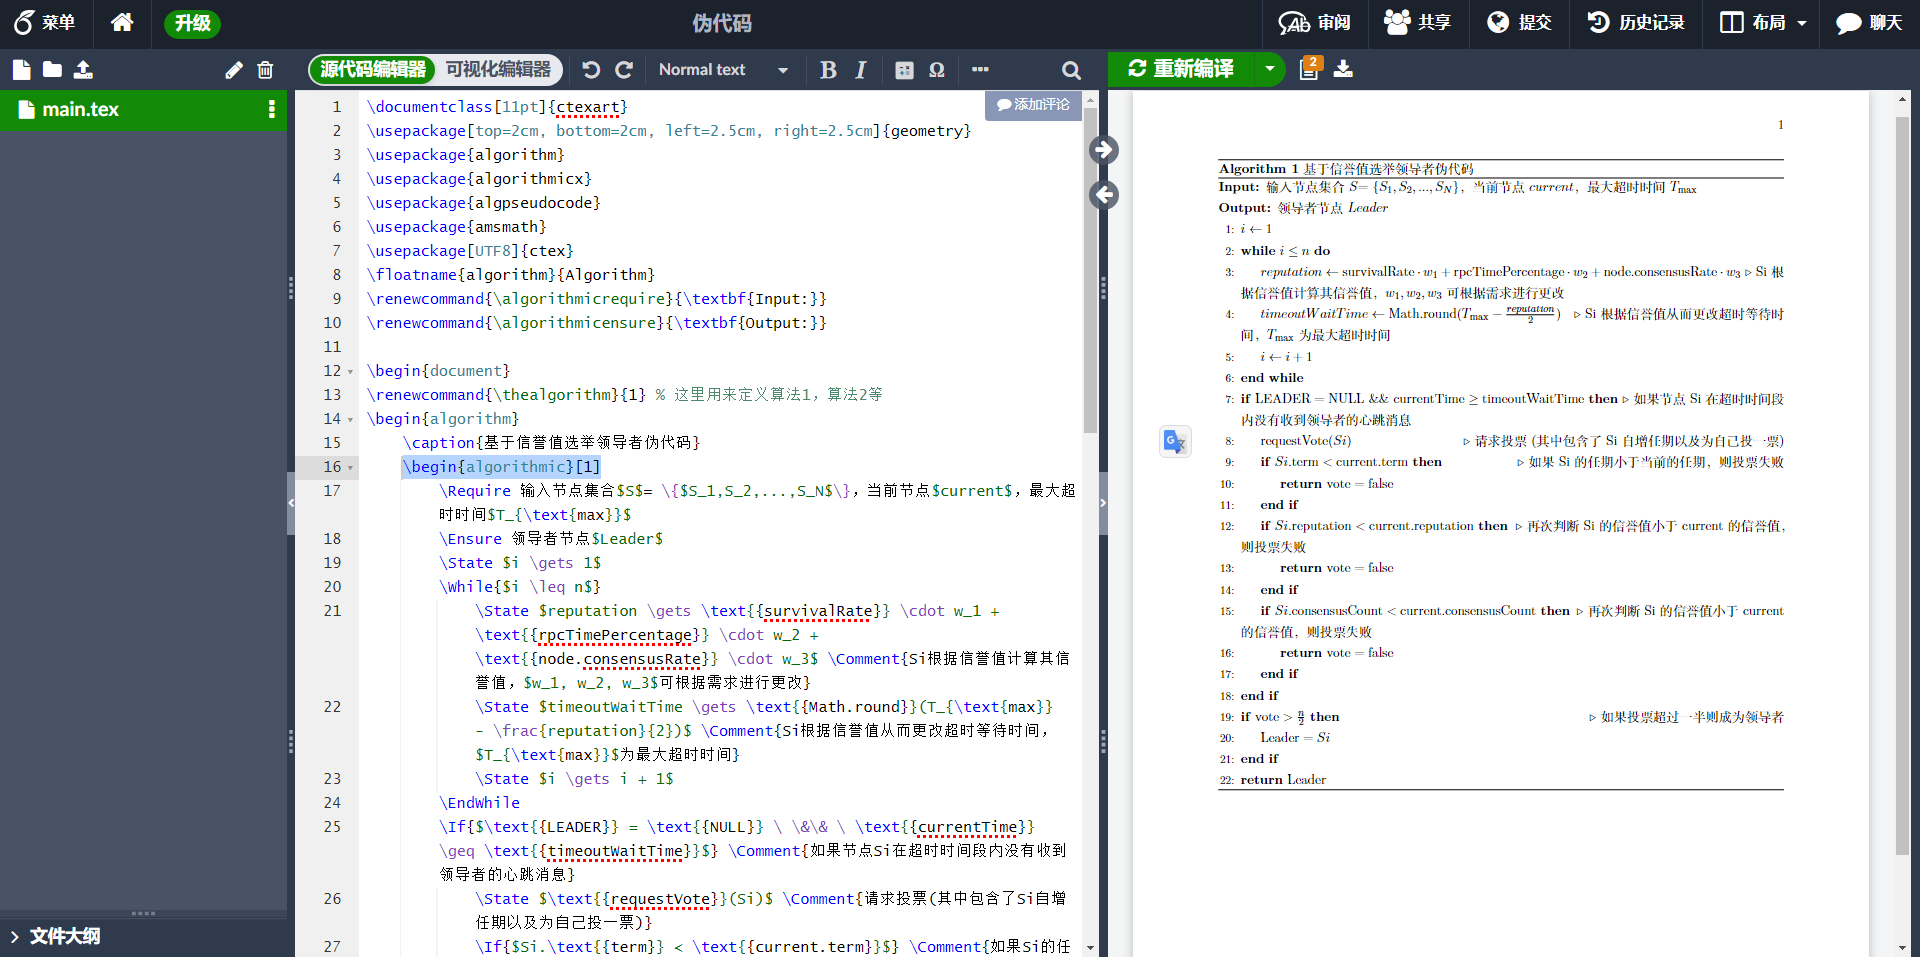 菜单
升级
伪代码
审阅
共享
提交
历史记录
布局
聊天
源代码编辑器
可视化编辑器
Normal text
B
I
Ω
重新编译
2
main.tex
文件大纲
添加评论
1 \documentclass[11pt]{ctexart}
2 \usepackage[top=2cm, bottom=2cm, left=2.5cm, right=2.5cm]{geometry}
3 \usepackage{algorithm}
4 \usepackage{algorithmicx}
5 \usepackage{algpseudocode}
6 \usepackage{amsmath}
7 \usepackage[UTF8]{ctex}
8 \floatname{algorithm}{Algorithm}
9 \renewcommand{\algorithmicrequire}{\textbf{Input:}}
10 \renewcommand{\algorithmicensure}{\textbf{Output:}}
11
12 \begin{document}
13 \renewcommand{\thealgorithm}{1} % 这里用来定义算法1，算法2等
14 \begin{algorithm}
15 \caption{基于信誉值选举领导者伪代码}
16 \begin{algorithmic}[1]
17 \Require 输入节点集合$S$= \{$S_1,S_2,...,S_N$\}，当前节点$current$，最大超
时时间$T_{\text{max}}$
18 \Ensure 领导者节点$Leader$
19 \State $i \gets 1$
20 \While{$i \leq n$}
21 \State $reputation \gets \text{{survivalRate}} \cdot w_1 +
\text{{rpcTimePercentage}} \cdot w_2 +
\text{{node.consensusRate}} \cdot w_3$ \Comment{Si根据信誉值计算其信
誉值，$w_1, w_2, w_3$可根据需求进行更改}
22 \State $timeoutWaitTime \gets \text{{Math.round}}(T_{\text{max}}
- \frac{reputation}{2})$ \Comment{Si根据信誉值从而更改超时等待时间，
$T_{\text{max}}$为最大超时时间}
23 \State $i \gets i + 1$
24 \EndWhile
25 \If{$\text{{LEADER}} = \text{{NULL}} \ \&\& \ \text{{currentTime}}
\geq \text{{timeoutWaitTime}}$} \Comment{如果节点Si在超时时间段内没有收到
领导者的心跳消息}
26 \State $\text{{requestVote}}(Si)$ \Comment{请求投票(其中包含了Si自增
任期以及为自己投一票)}
27 \If{$Si.\text{{term}} < \text{{current.term}}$} \Comment{如果Si的任
1
Algorithm 1 基于信誉值选举领导者伪代码
Input: 输入节点集合 S= {S1, S2, ..., SN}，当前节点 current，最大超时时间 Tmax
Output: 领导者节点 Leader
1: i ← 1
2: while i ≤ n do
3: reputation ← survivalRate · w1 + rpcTimePercentage · w2 + node.consensusRate · w3 ▷ Si 根
据信誉值计算其信誉值，w1, w2, w3 可根据需求进行更改
4: timeoutWaitTime ← Math.round(Tmax − reputation/2) ▷ Si 根据信誉值从而更改超时等待时
间，Tmax 为最大超时时间
5: i ← i + 1
6: end while
7: if LEADER = NULL && currentTime ≥ timeoutWaitTime then ▷ 如果节点 Si 在超时时间段
内没有收到领导者的心跳消息
8: requestVote(Si) ▷ 请求投票 (其中包含了 Si 自增任期以及为自己投一票)
9: if Si.term < current.term then ▷ 如果 Si 的任期小于当前的任期，则投票失败
10: return vote = false
11: end if
12: if Si.reputation < current.reputation then ▷ 再次判断 Si 的信誉值小于 current 的信誉值，
则投票失败
13: return vote = false
14: end if
15: if Si.consensusCount < current.consensusCount then ▷ 再次判断 Si 的信誉值小于 current
的信誉值，则投票失败
16: return vote = false
17: end if
18: end if
19: if vote > n/2 then ▷ 如果投票超过一半则成为领导者
20: Leader = Si
21: end if
22: return Leader